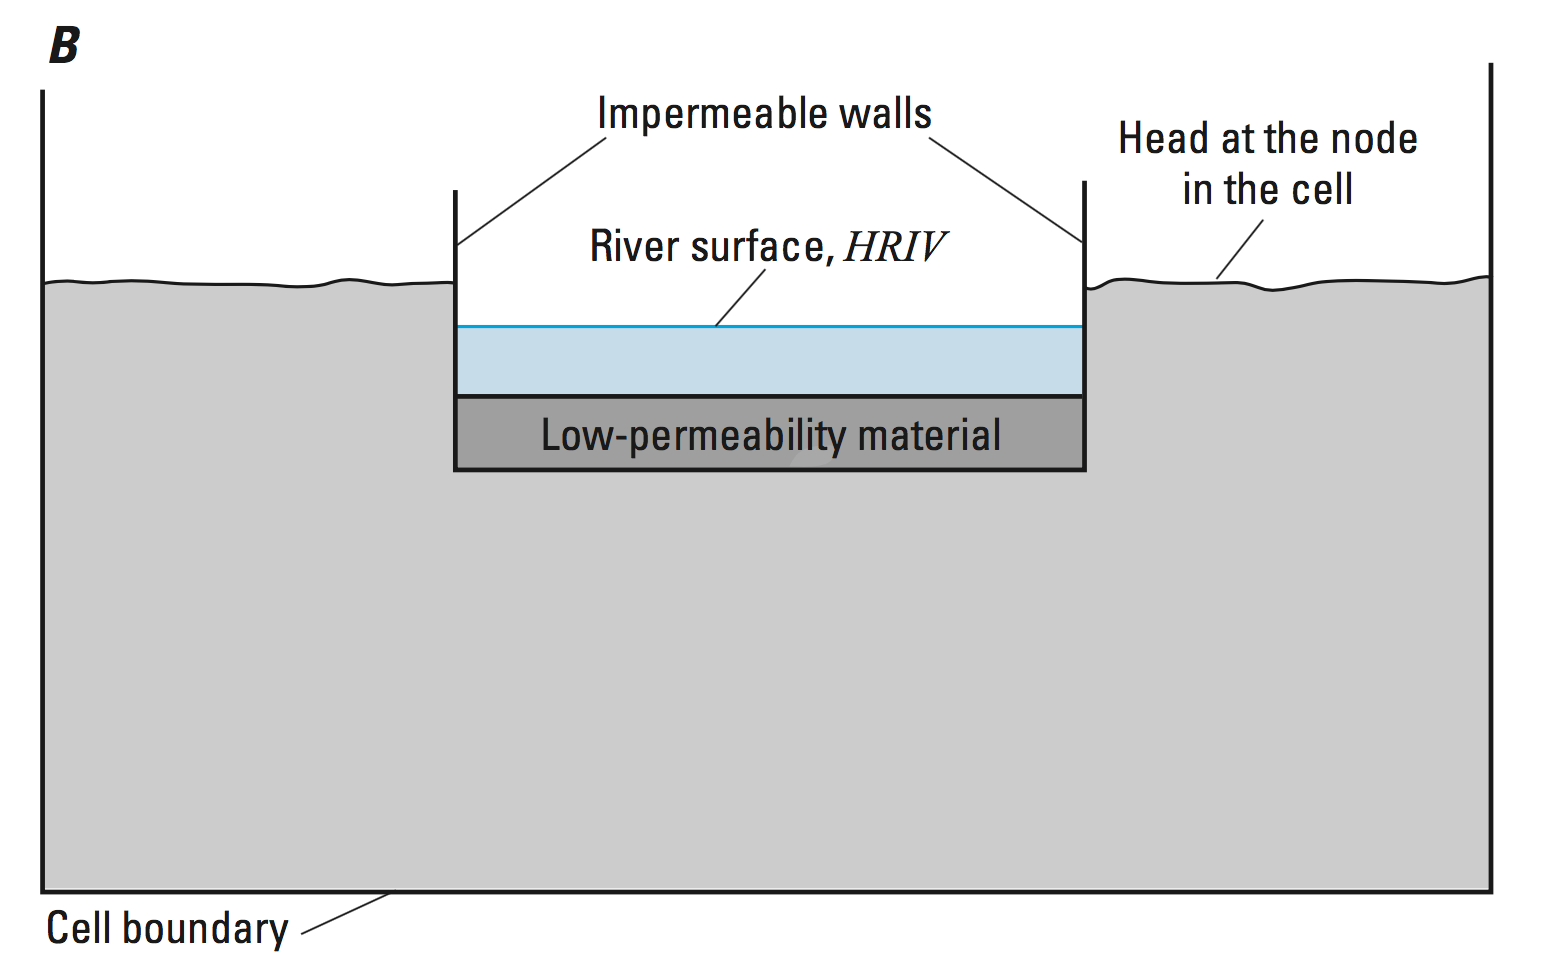 B
Impermeable walls
Head at the node
in the cell
River surface, HRIV
Low-permeability material
Cell boundary